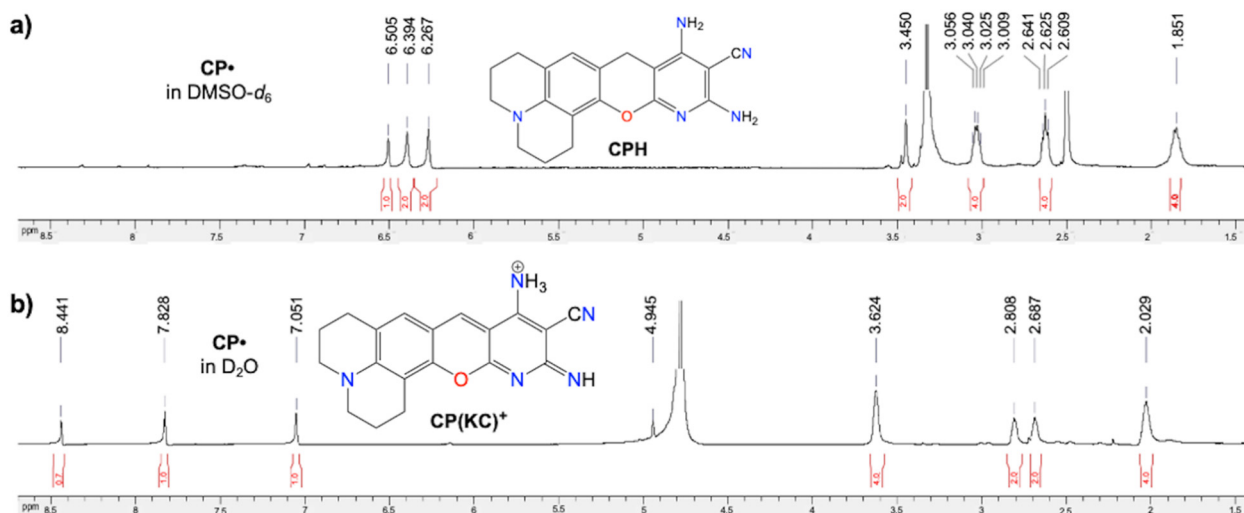 a)
CP•
in DMSO-d6
6.505
6.394
6.267
NH2
CN
N
O
N
NH2
CPH
3.450
3.056
3.040
3.025
3.009
2.641
2.625
2.609
1.851
1.0
2.0
2.0
2.0
4.0
4.0
4.0
ppm 8.5 7.5 6.5 6 5.5 5 4.5 4 3.5 3 2.5 2 1.5
b)
8.441
7.828
CP•
in D2O
7.051
⊕
NH3
CN
N
O
N
NH
CP(KC)+
4.945
3.624
2.808
2.687
2.029
0.7
1.0
1.0
4.0
2.0
2.0
4.0
ppm 8.5 7.5 6.5 6 5.5 5 4.5 4 3.5 3 2.5 2 1.5